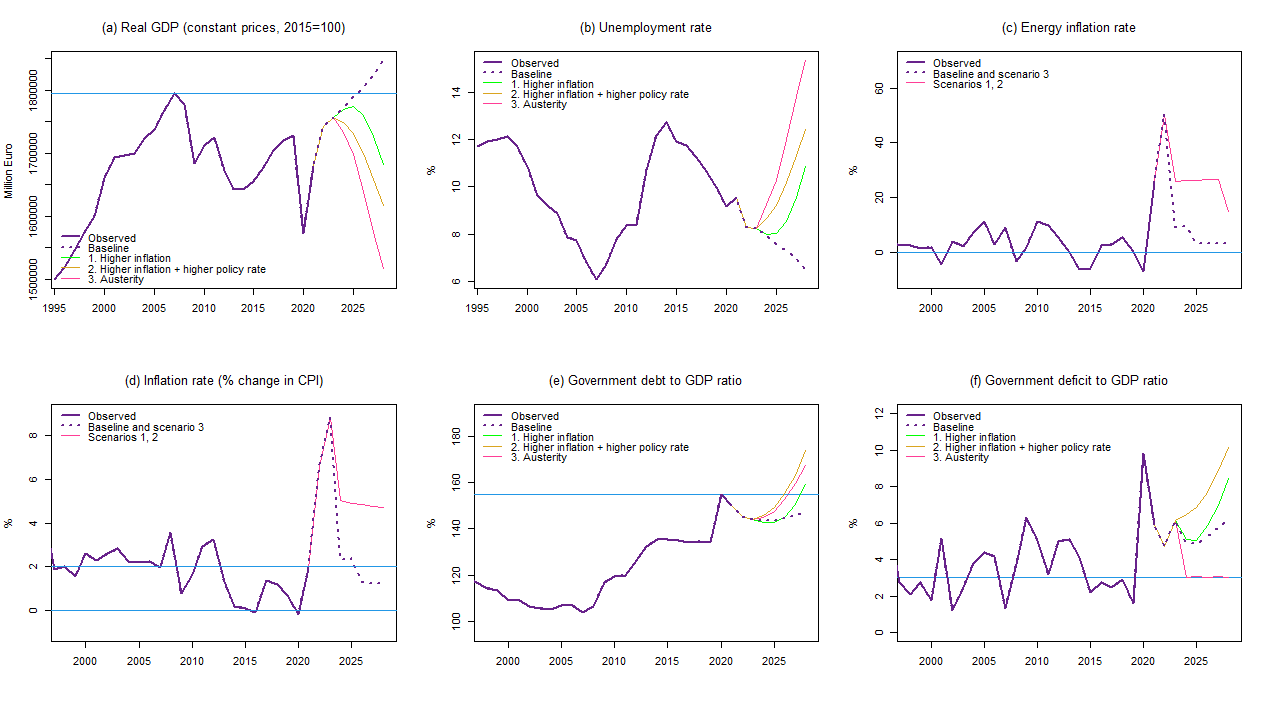 (a) Real GDP (constant prices, 2015=100)
Million Euro
1500000 1600000 1700000 1800000
Observed
Baseline
1. Higher inflation
2. Higher inflation + higher policy rate
3. Austerity
1995 2000 2005 2010 2015 2020 2025
(b) Unemployment rate
%
6 8 10 12 14
Observed
Baseline
1. Higher inflation
2. Higher inflation + higher policy rate
3. Austerity
1995 2000 2005 2010 2015 2020 2025
(c) Energy inflation rate
%
0 20 40 60
Observed
Baseline and scenario 3
Scenarios 1, 2
2000 2005 2010 2015 2020 2025
(d) Inflation rate (% change in CPI)
%
0 2 4 6 8
Observed
Baseline and scenario 3
Scenarios 1, 2
2000 2005 2010 2015 2020 2025
(e) Government debt to GDP ratio
%
100 120 140 160 180
Observed
Baseline
1. Higher inflation
2. Higher inflation + higher policy rate
3. Austerity
2000 2005 2010 2015 2020 2025
(f) Government deficit to GDP ratio
%
0 2 4 6 8 10 12
Observed
Baseline
1. Higher inflation
2. Higher inflation + higher policy rate
3. Austerity
2000 2005 2010 2015 2020 2025